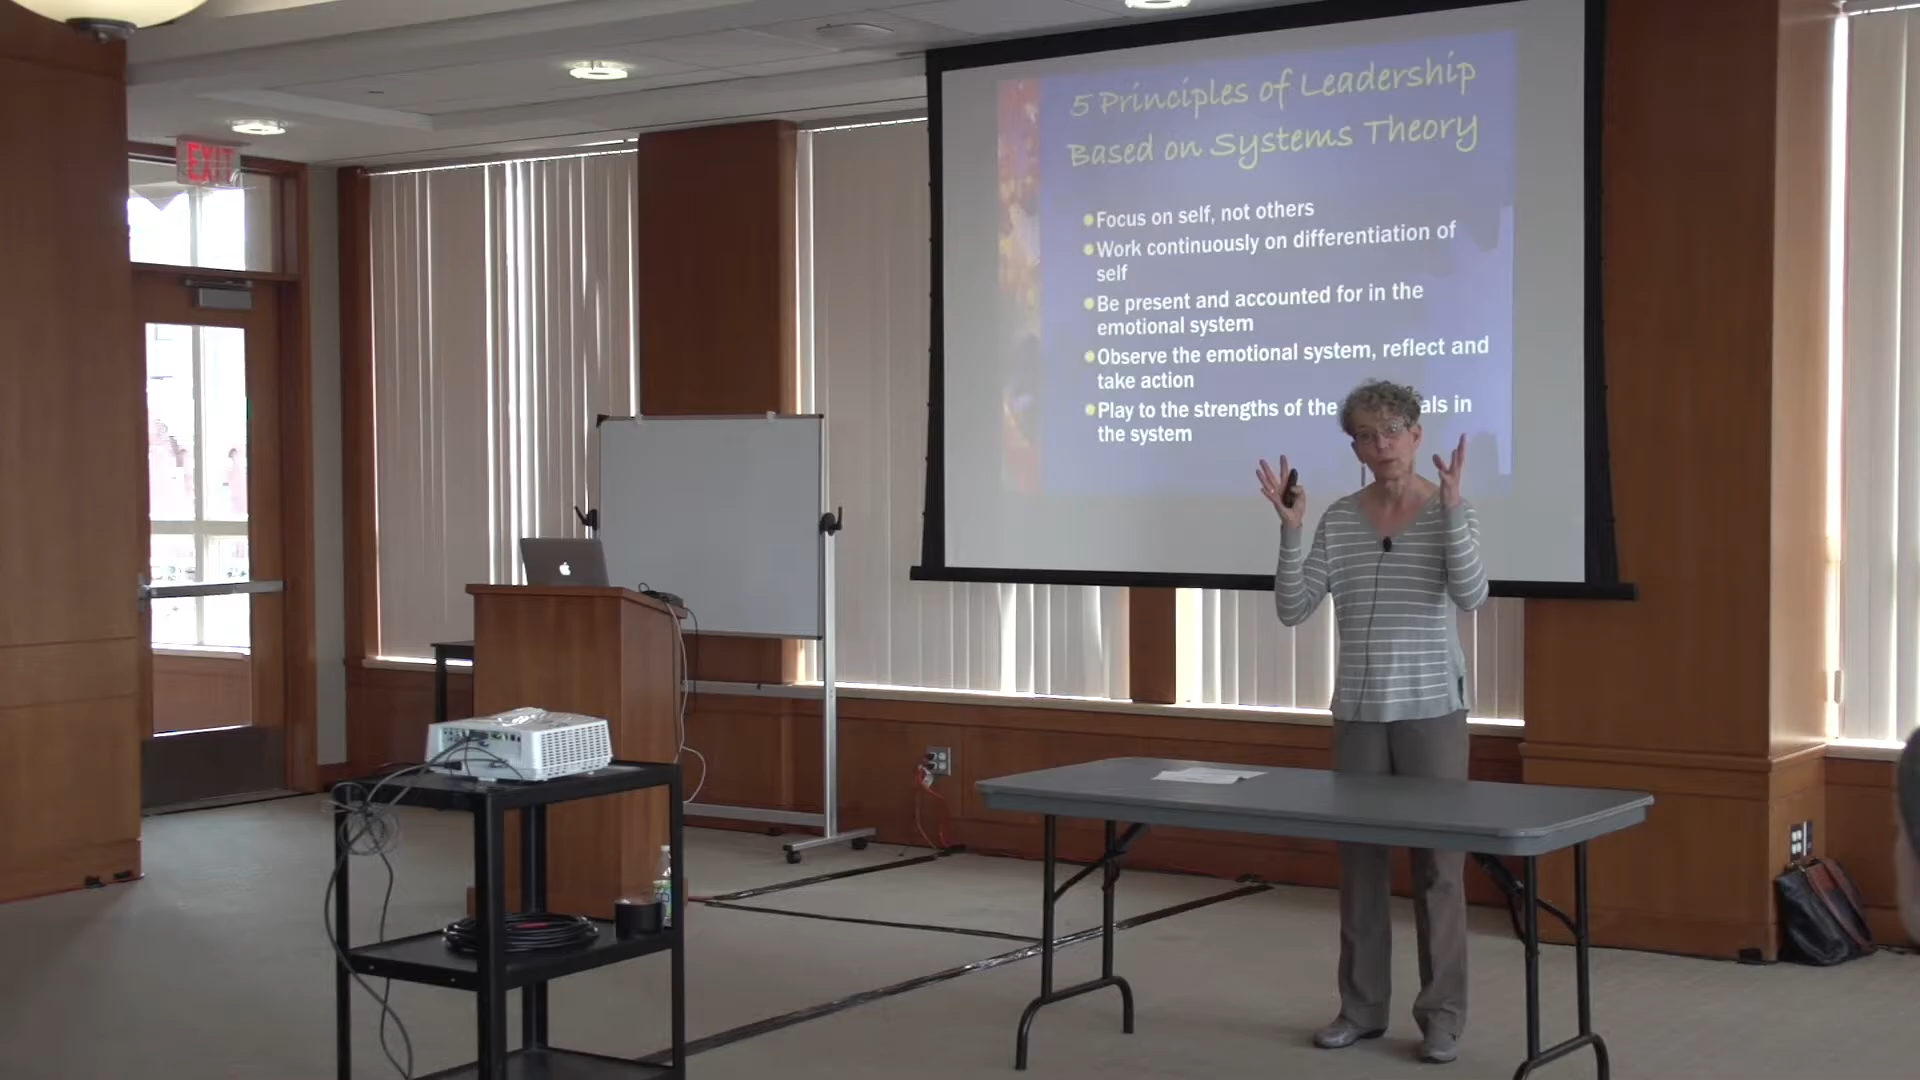 EXIT
5 Principles of Leadership
Based on Systems Theory
Focus on self, not others
Work continuously on differentiation of
self
Be present and accounted for in the
emotional system
Observe the emotional system, reflect and
take action
Play to the strengths of the als in
the system